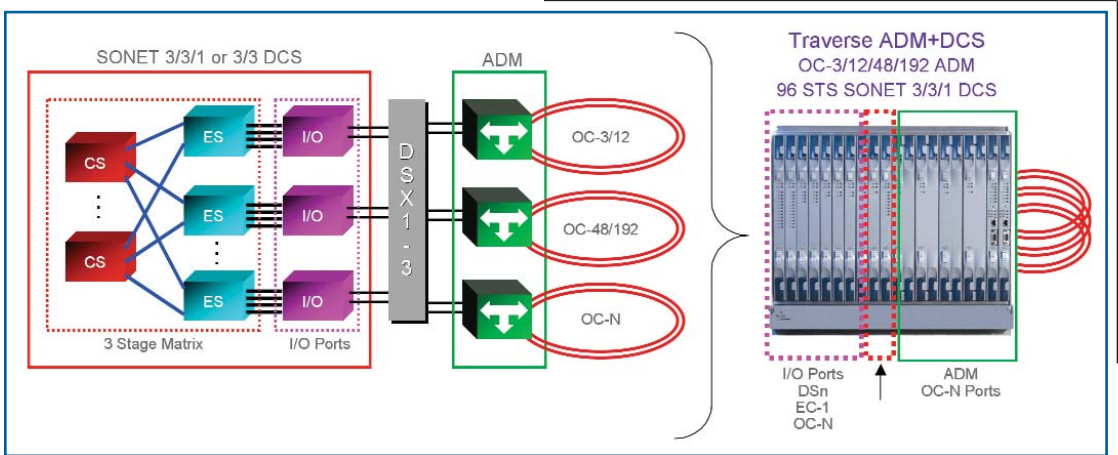 SONET 3/3/1 or 3/3 DCS
ADM
CS
CS
ES
ES
ES
I/O
I/O
I/O
3 Stage Matrix
I/O Ports
DSX1-3
OC-3/12
OC-48/192
OC-N
Traverse ADM+DCS
OC-3/12/48/192 ADM
96 STS SONET 3/3/1 DCS
I/O Ports
DSn
EC-1
OC-N
ADM
OC-N Ports